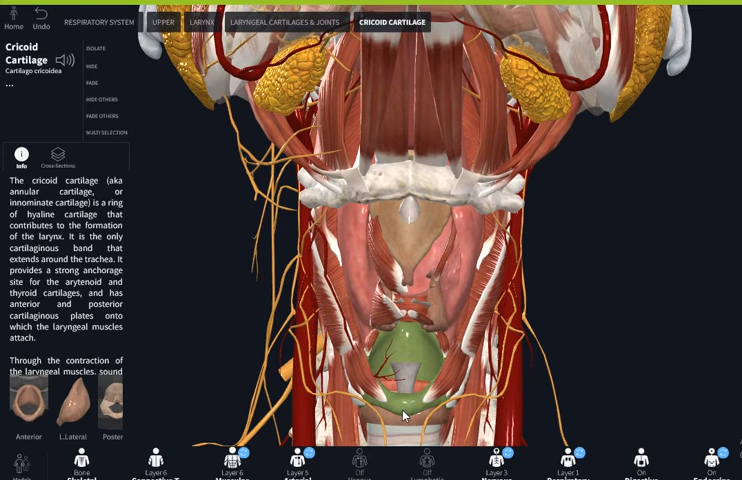 Home
Undo
RESPIRATORY SYSTEM
UPPER
LARYNX
LARYNGEAL CARTILAGES & JOINTS
CRICOID CARTILAGE
Cricoid
Cartilage
Cartilago cricoidea
...
ISOLATE
HIDE
FADE
HIDE OTHERS
FADE OTHERS
MULTI SELECTION
Info
Cross-Sections
The cricoid cartilage (aka
annular cartilage, or
innominate cartilage) is a ring
of hyaline cartilage that
contributes to the formation
of the larynx. It is the only
cartilaginous band that
extends around the trachea. It
provides a strong anchorage
site for the arytenoid and
thyroid cartilages, and has
anterior and posterior
cartilaginous plates onto
which the laryngeal muscles
attach.
Through the contraction of
the laryngeal muscles, sound
Anterior
L.Lateral
Poster
Bone
Layer 6
Layer 6
Layer 5
Off
Off
Layer 3
Layer 1
On
On